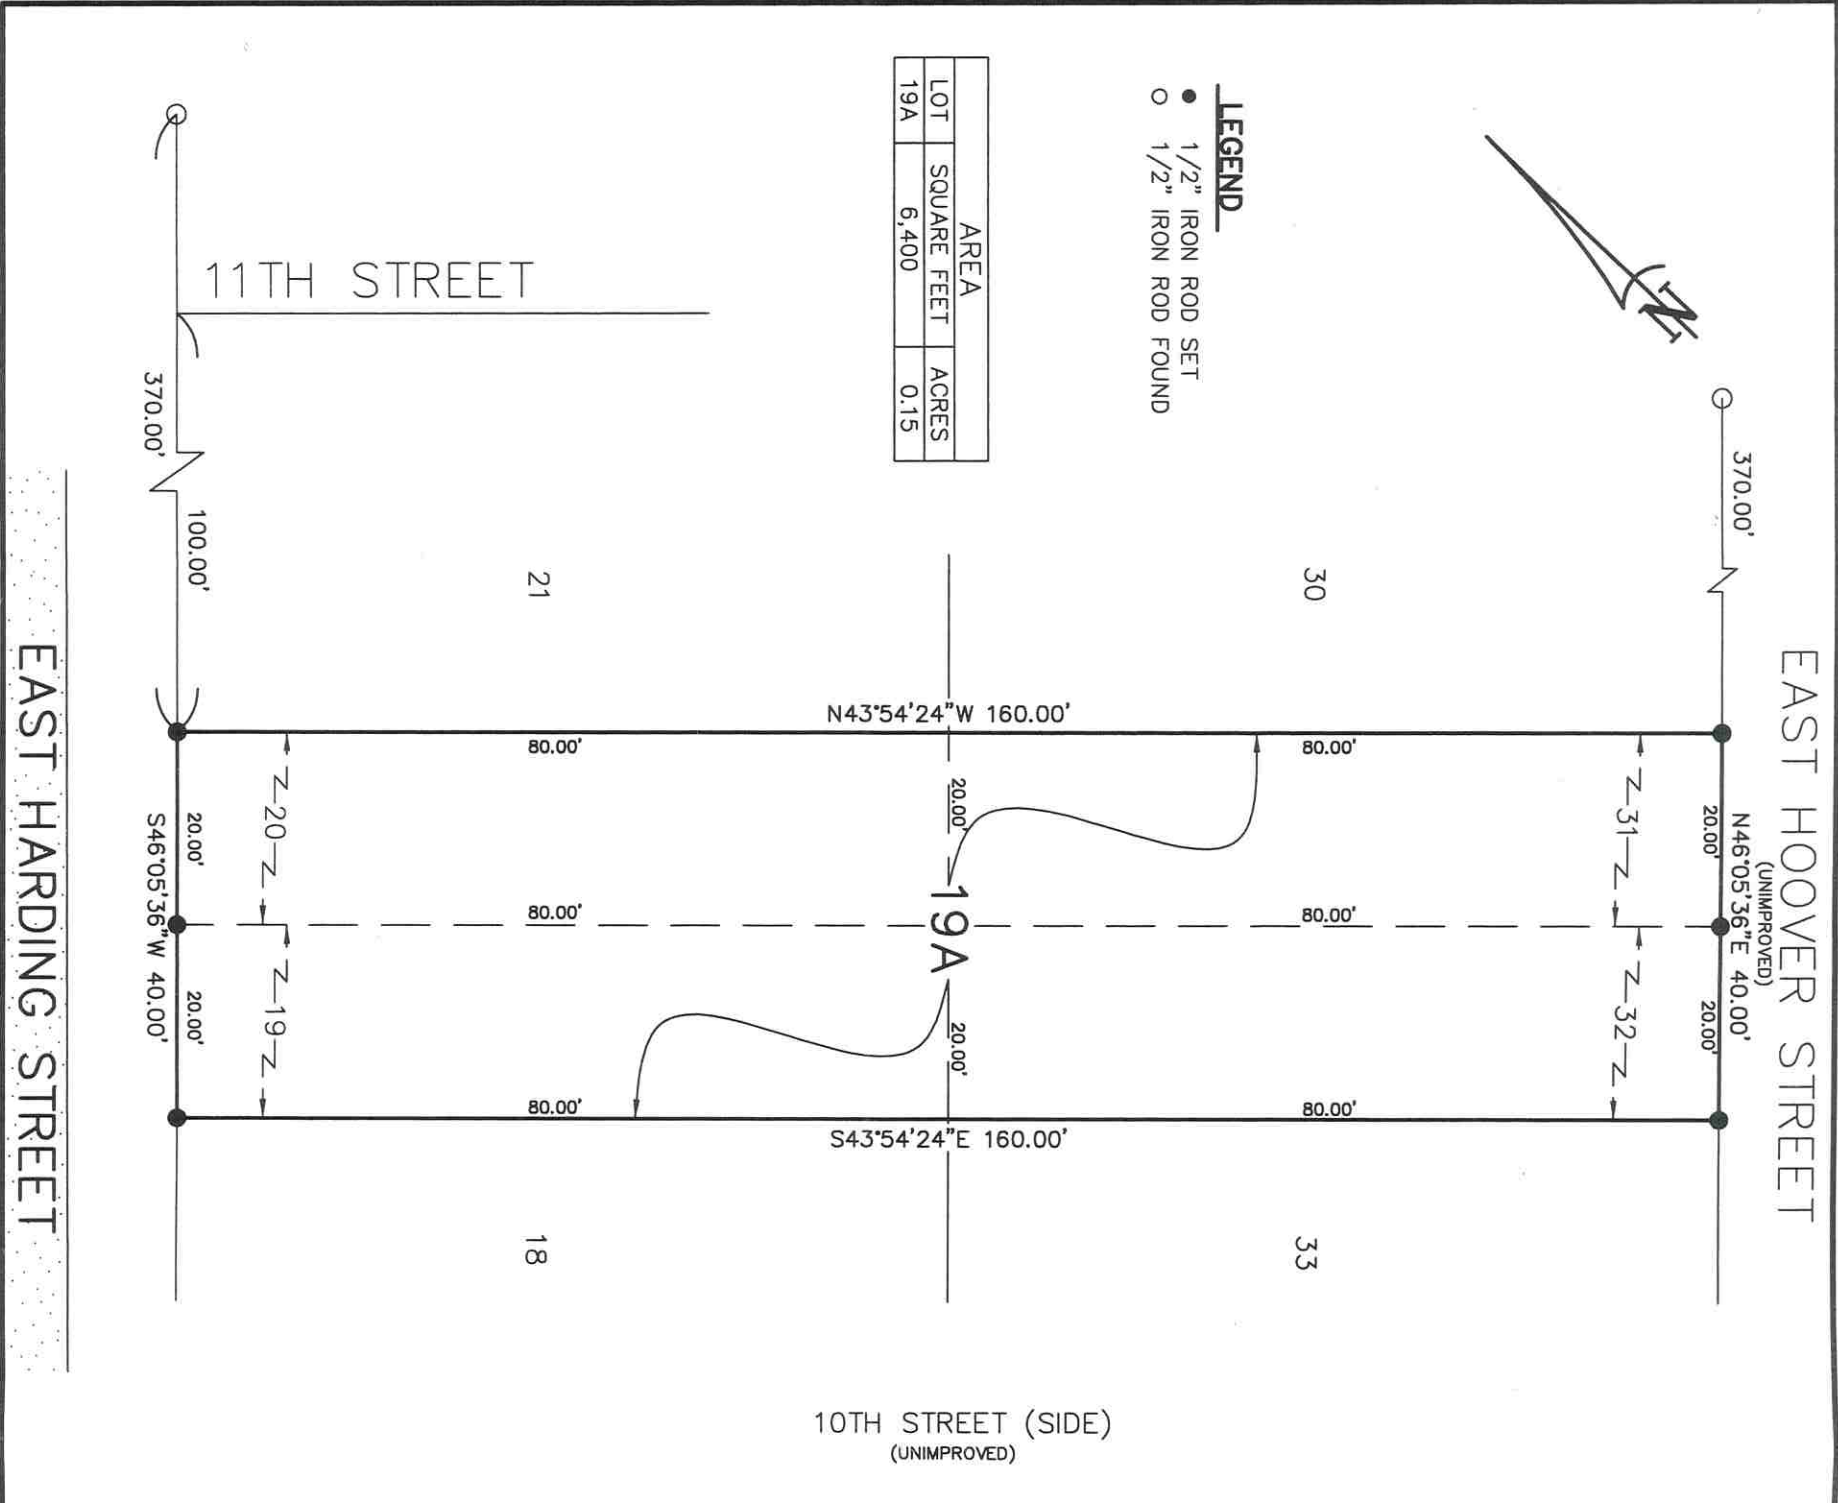 LEGEND
● 1/2" IRON ROD SET
○ 1/2" IRON ROD FOUND
N
AREA
LOT SQUARE FEET ACRES
19A 6,400 0.15
11TH STREET
370.00'
100.00'
370.00'
EAST HOOVER STREET
(UNIMPROVED)
N46°05'36"E 40.00'
20.00'
20.00'
30
21
N43°54'24"W 160.00'
80.00'
80.00'
20.00'
20
31
80.00'
80.00'
19A
19
32
20.00'
80.00'
80.00'
S43°54'24"E 160.00'
18
33
20.00'
20.00'
S46°05'36"W 40.00'
EAST HARDING STREET
10TH STREET (SIDE)
(UNIMPROVED)